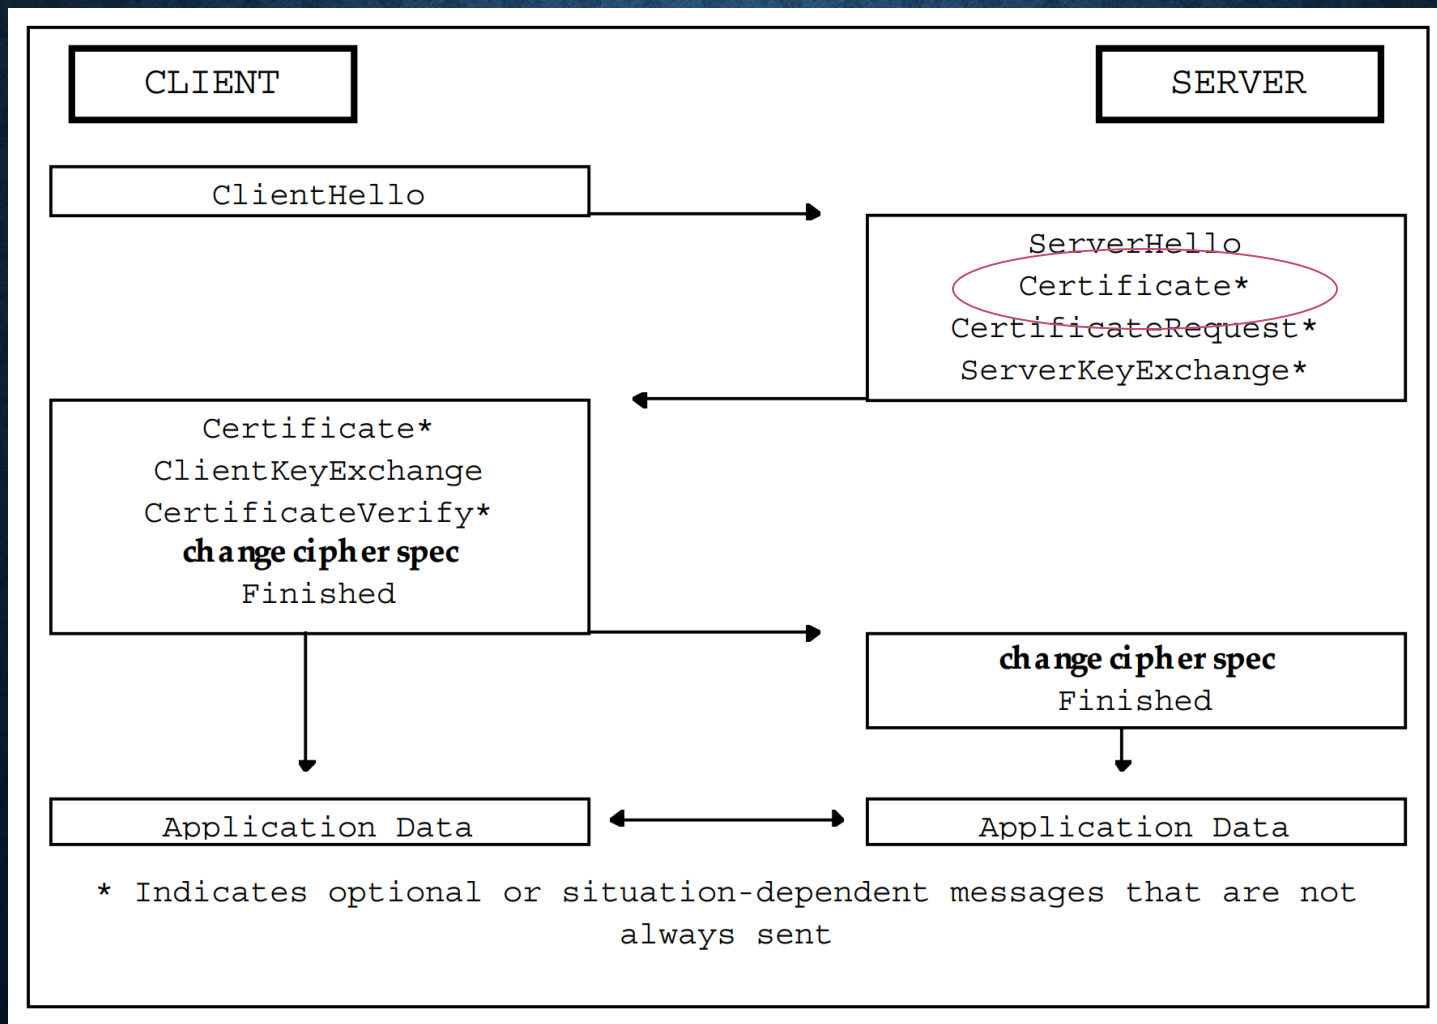 CLIENT
SERVER
ClientHello
ServerHello
Certificate*
CertificateRequest*
ServerKeyExchange*
Certificate*
ClientKeyExchange
CertificateVerify*
change cipher spec
Finished
change cipher spec
Finished
Application Data
Application Data
* Indicates optional or situation-dependent messages that are not
always sent